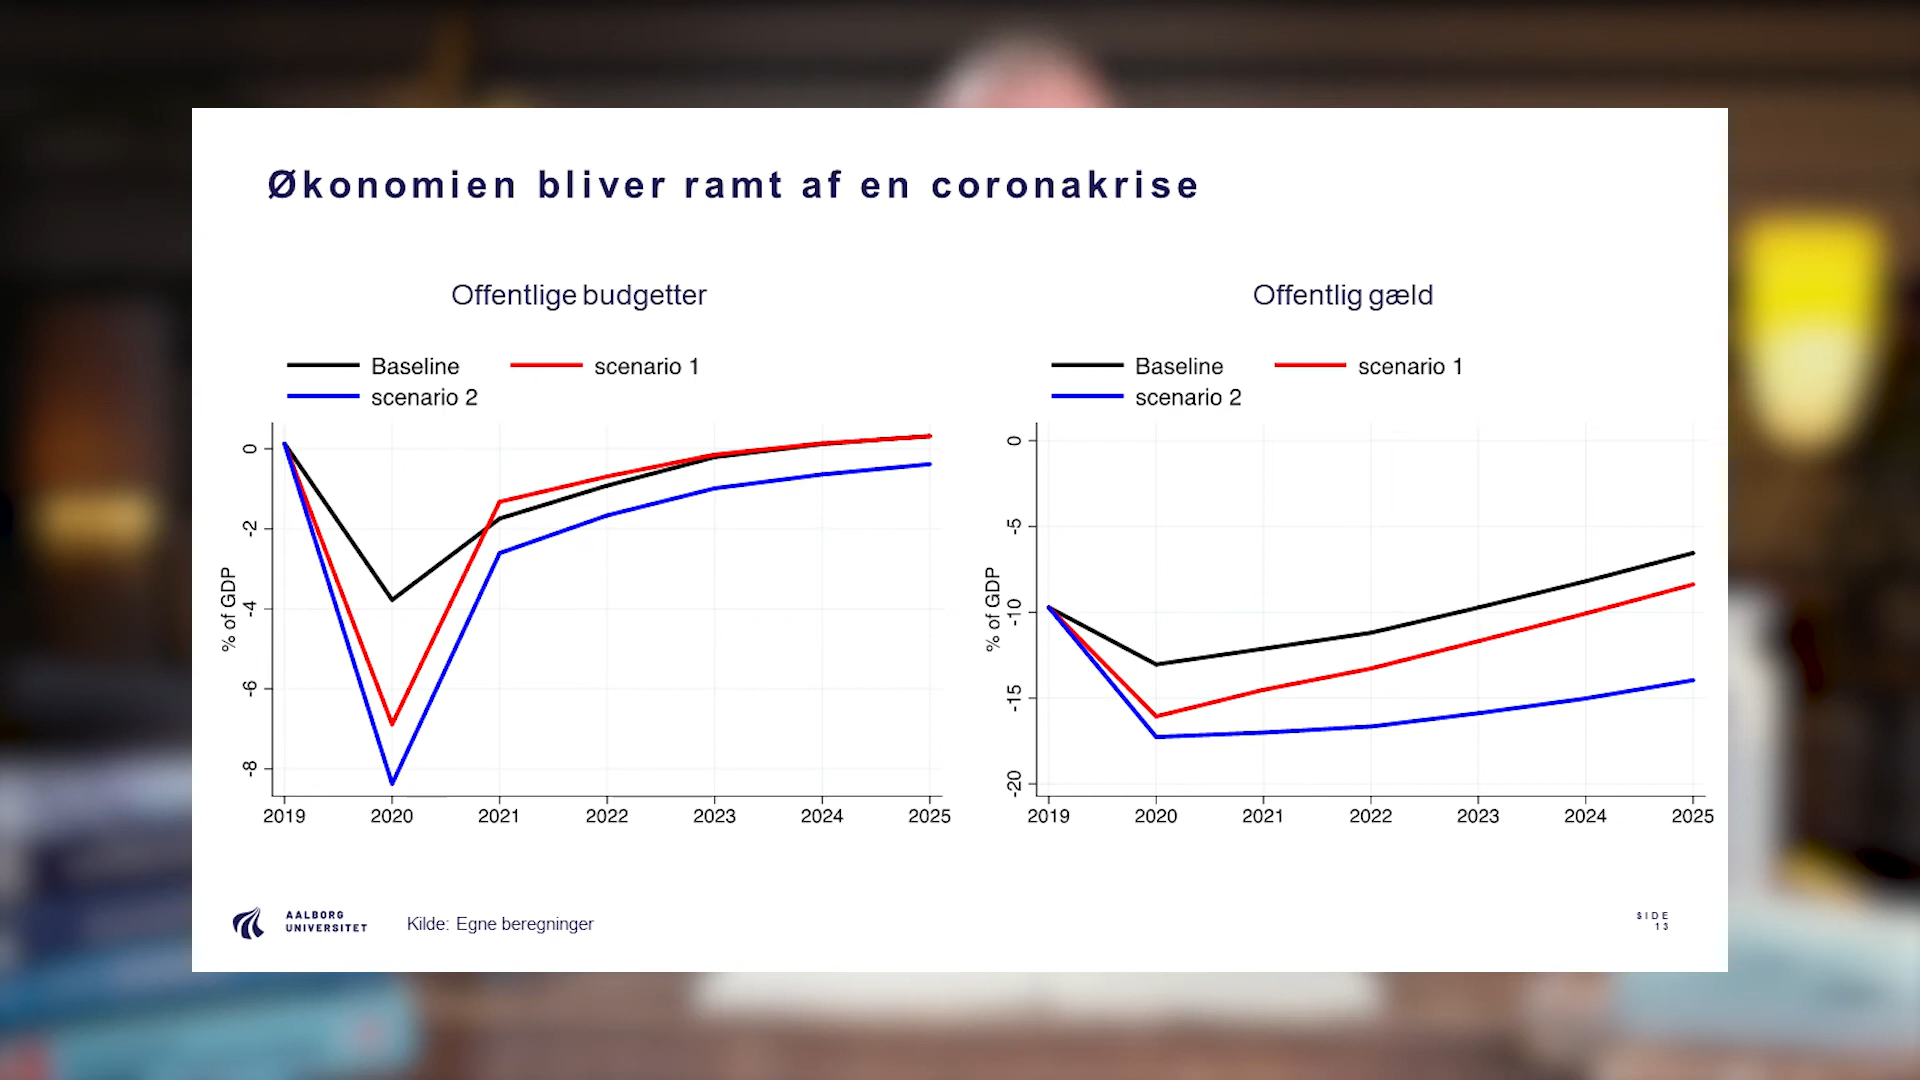 Økonomien bliver ramt af en coronakrise
Offentlige budgetter
Baseline
scenario 1
scenario 2
% of GDP
0
-2
-4
-6
-8
2019 2020 2021 2022 2023 2024 2025
Offentlig gæld
Baseline
scenario 1
scenario 2
% of GDP
0
-5
-10
-15
-20
2019 2020 2021 2022 2023 2024 2025
AALBORG
UNIVERSITET
Kilde: Egne beregninger
SIDE
13